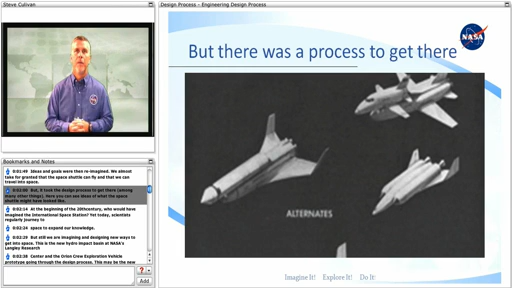 Steve Culivan
Design Process - Engineering Design Process
But there was a process to get there
NASA
ALTERNATES
Imagine It! Explore It! Do It!
Bookmarks and Notes
0:01:49 Ideas and goals were then re-imagined. We almost
take for granted that the space shuttle can fly and that we can
travel into space.
0:02:00 But, it took the design process to get there (among
many other things). Here you can see ideas of what the space
shuttle might have looked like.
0:02:14 At the beginning of the 20thcentury, who would have
imagined the International Space Station? Yet today, scientists
regularly journey to
0:02:24 space to expand our knowledge.
0:02:29 But still we are imagining and designing new ways to
get into space. This is the new hydro impact basin at NASA's
Langley Research
0:02:38 Center and the Orion Crew Exploration Vehicle
prototype going through the design process. This may be the new
?
Add